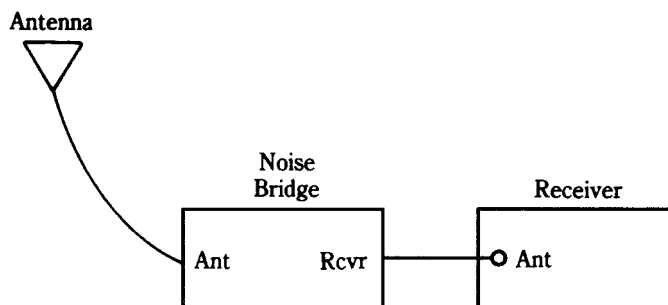 Antenna
Noise
Bridge
Receiver
Ant
Rcvr
Ant